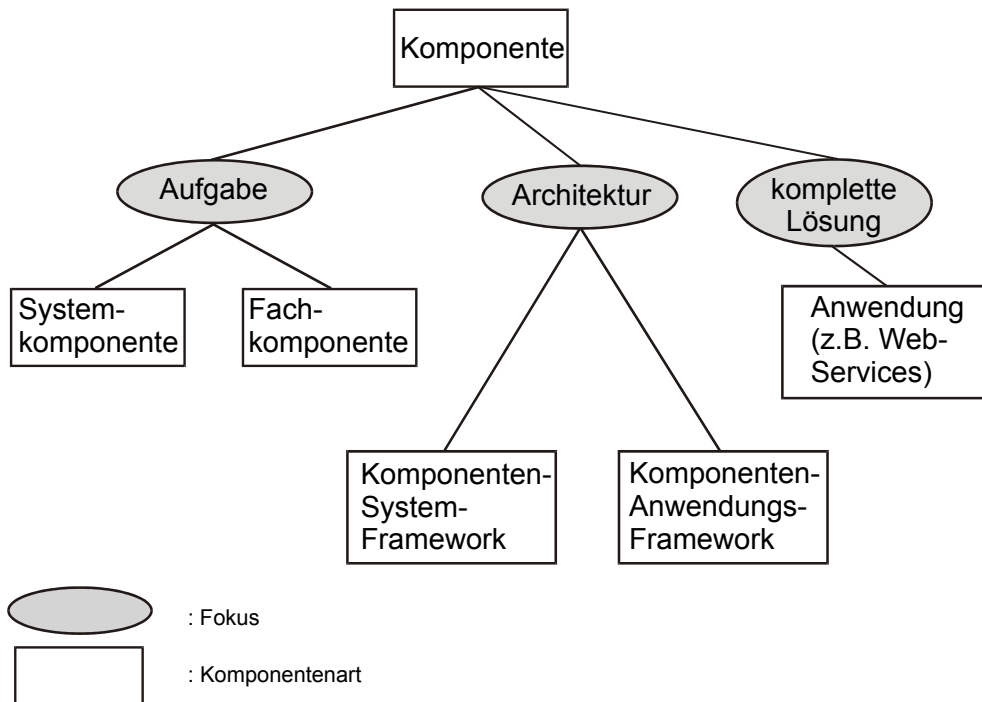 Komponente
Aufgabe
Architektur
komplette
Lösung
System-
komponente
Fach-
komponente
Anwendung
(z.B. Web-
Services)
Komponenten-
System-
Framework
Komponenten-
Anwendungs-
Framework
: Fokus
: Komponentenart